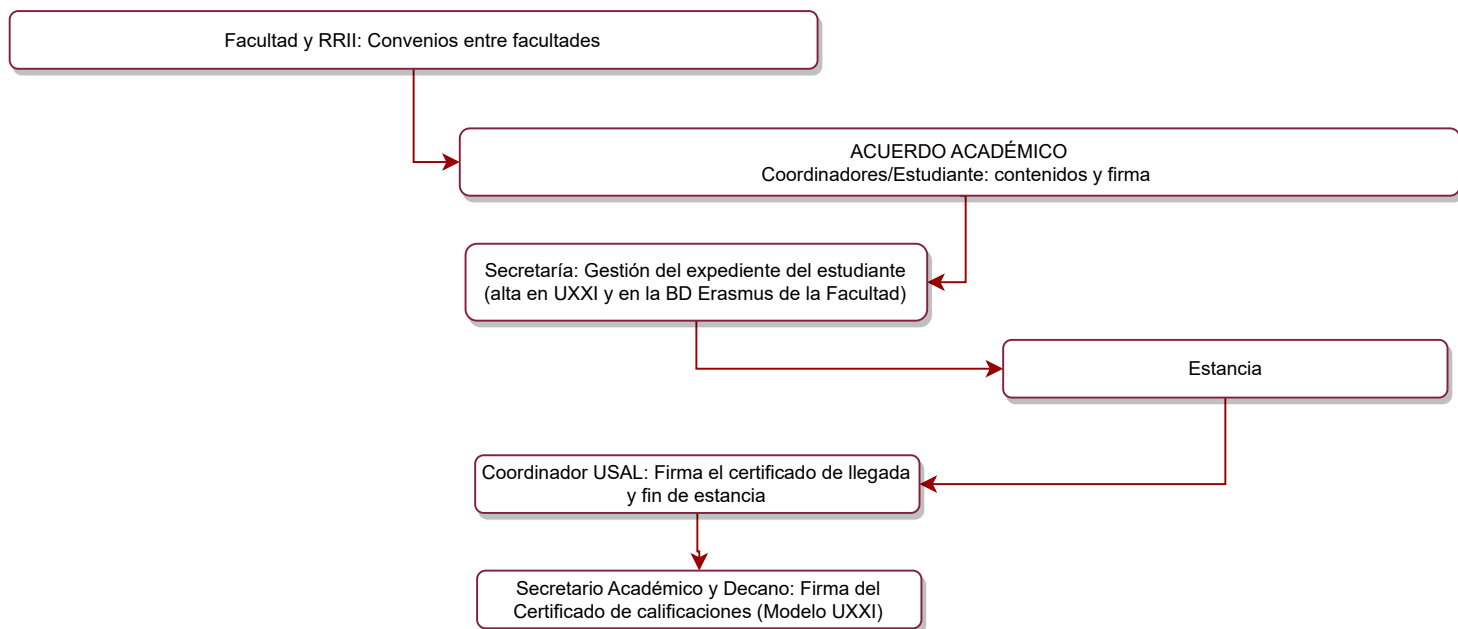 Facultad y RRII: Convenios entre facultades
ACUERDO ACADÉMICO
Coordinadores/Estudiante: contenidos y firma
Secretaría: Gestión del expediente del estudiante
(alta en UXXI y en la BD Erasmus de la Facultad)
Estancia
Coordinador USAL: Firma el certificado de llegada
y fin de estancia
Secretario Académico y Decano: Firma del
Certificado de calificaciones (Modelo UXXI)